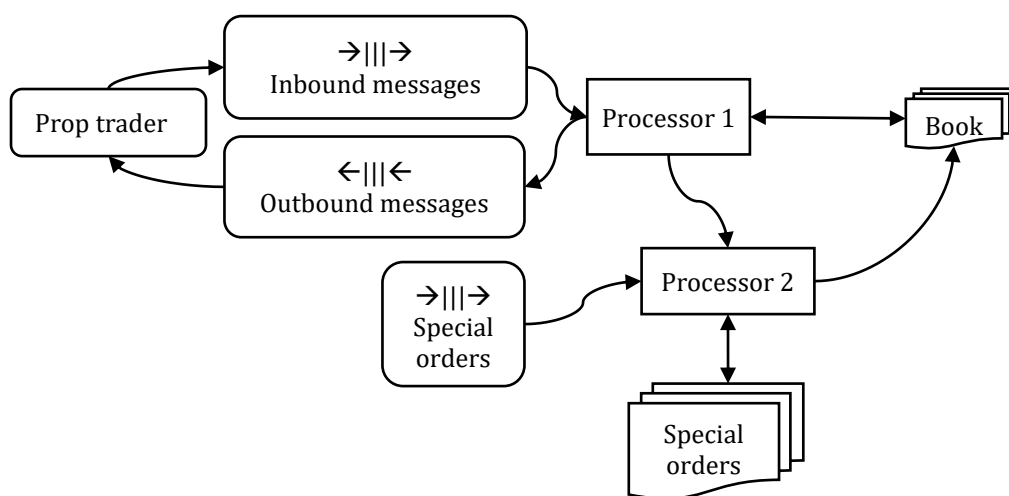 →|||→
Inbound messages
Prop trader
Processor 1
Book
←|||←
Outbound messages
→|||→
Special
orders
Processor 2
Special
orders